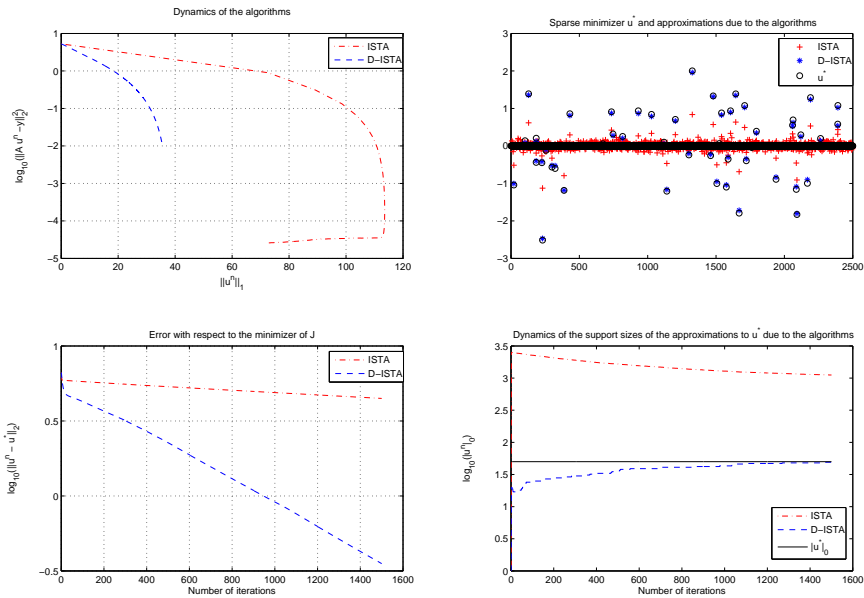 Dynamics of the algorithms
1
0
−1
−2
−3
−4
−5
0 20 40 60 80 100 120
log10(||A u^n −y||_2^2)
||u^n||_1
ISTA
D−ISTA
Sparse minimizer u^* and approximations due to the algorithms
3
2
1
0
−1
−2
−3
0 500 1000 1500 2000 2500
ISTA
D−ISTA
u^*
Error with respect to the minimizer of J
1
0.5
0
−0.5
0 200 400 600 800 1000 1200 1400 1600
log10(||u^n − u^*||_2)
Number of iterations
ISTA
D−ISTA
Dynamics of the support sizes of the approximations to u^* due to the algorithms
3.5
3
2.5
2
1.5
1
0.5
0
0 200 400 600 800 1000 1200 1400 1600
log10(|u^n|_0)
Number of iterations
ISTA
D−ISTA
|u^*|_0